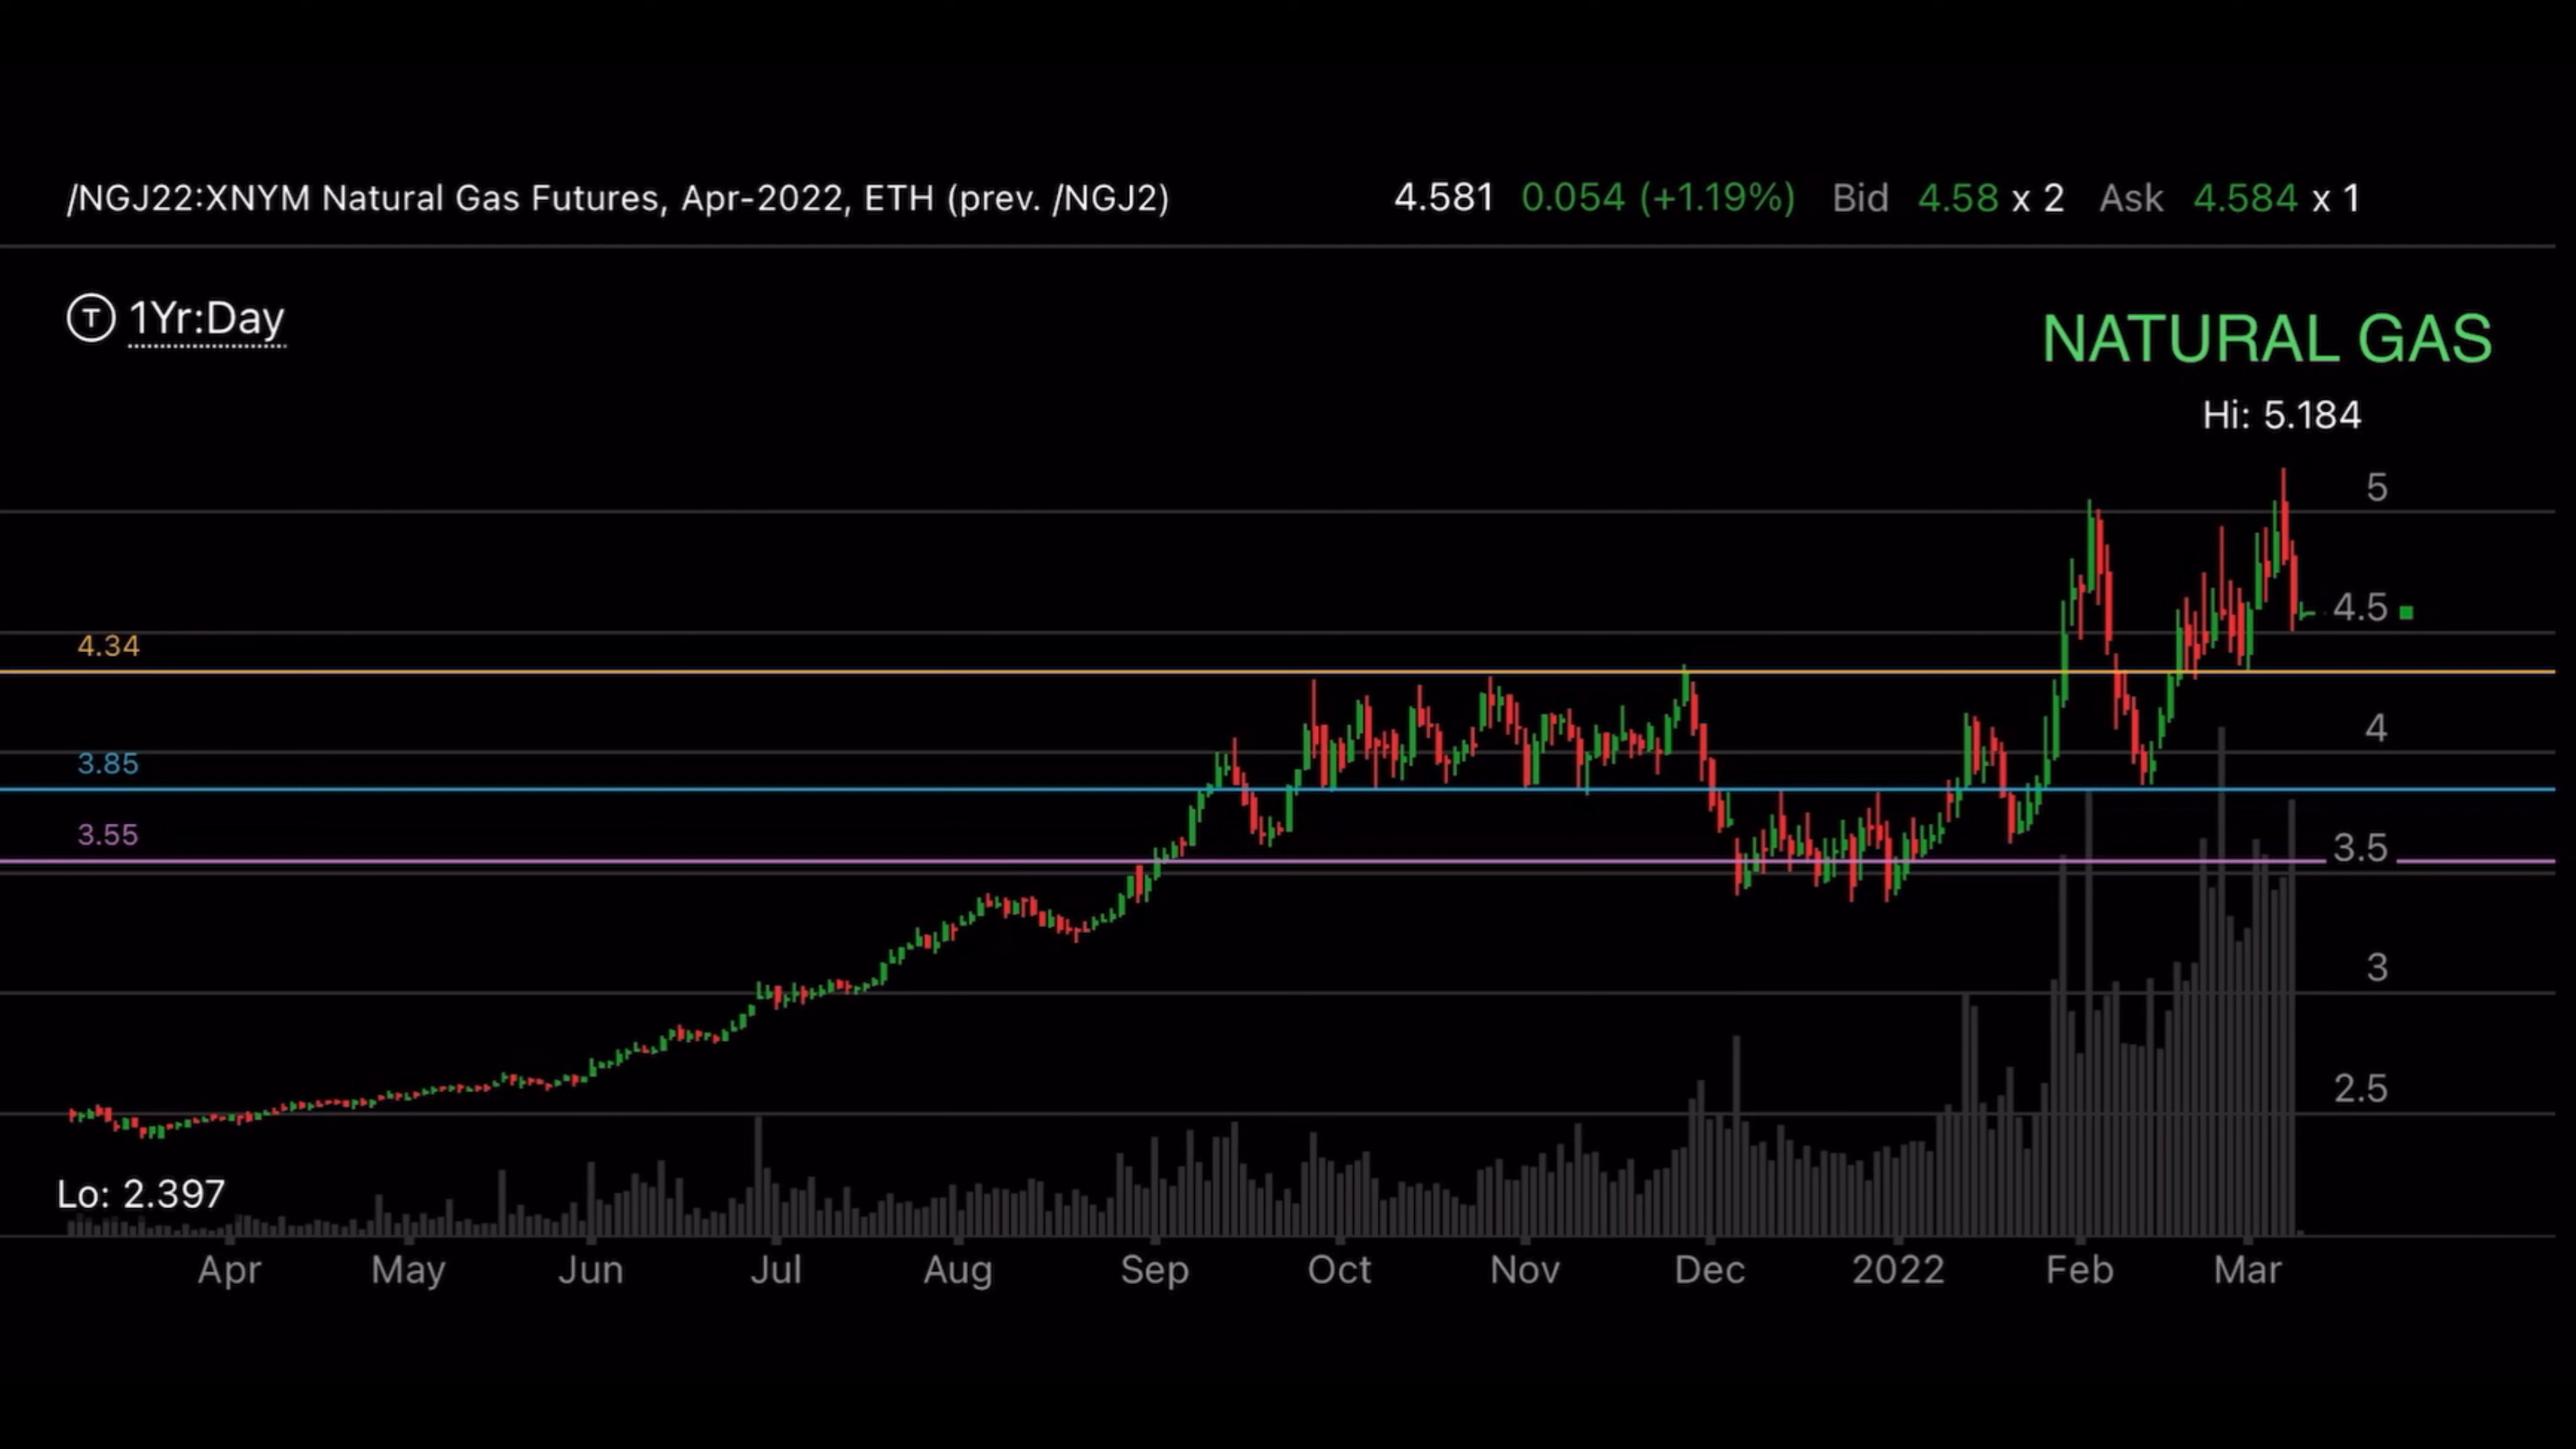 /NGJ22:XNYM Natural Gas Futures, Apr-2022, ETH (prev. /NGJ2) 4.581 0.054 (+1.19%) Bid 4.58 x 2 Ask 4.584 x 1
T 1Yr:Day
NATURAL GAS
Hi: 5.184
5
4.5
4.34
4
3.85
3.55
3.5
3
2.5
Lo: 2.397
Apr May Jun Jul Aug Sep Oct Nov Dec 2022 Feb Mar